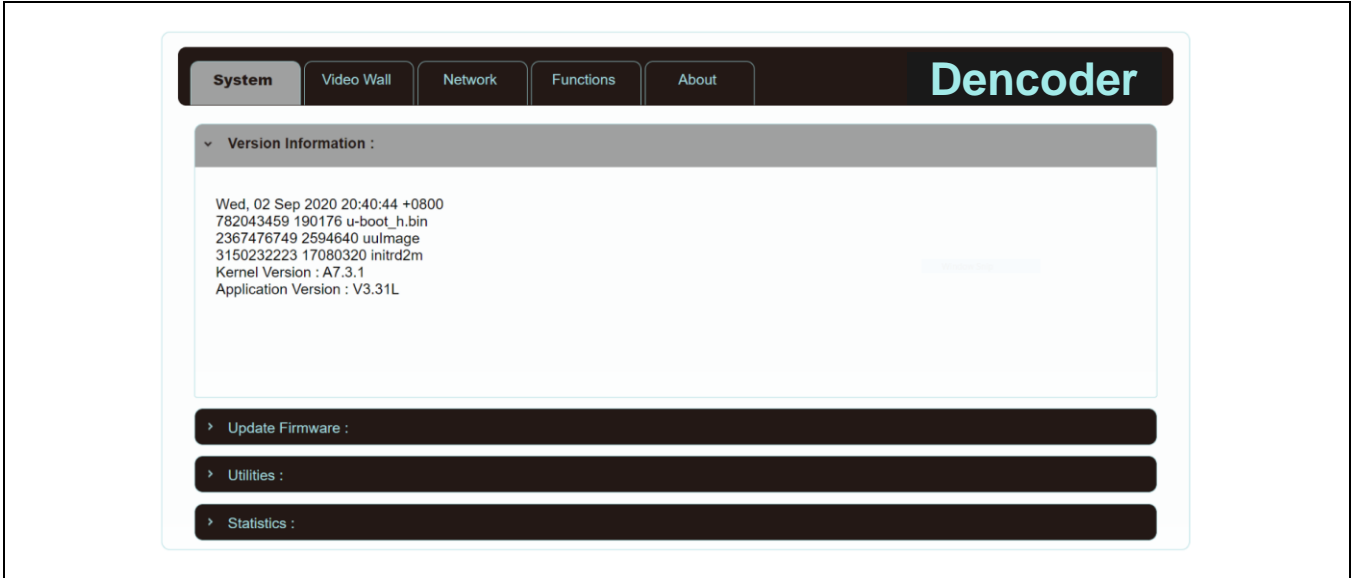 System
Video Wall
Network
Functions
About
Dencoder
Version Information :
Wed, 02 Sep 2020 20:40:44 +0800
782043459 190176 u-boot_h.bin
2367476749 2594640 uuImage
3150232223 17080320 initrd2m
Kernel Version : A7.3.1
Application Version : V3.31L
Update Firmware :
Utilities :
Statistics :